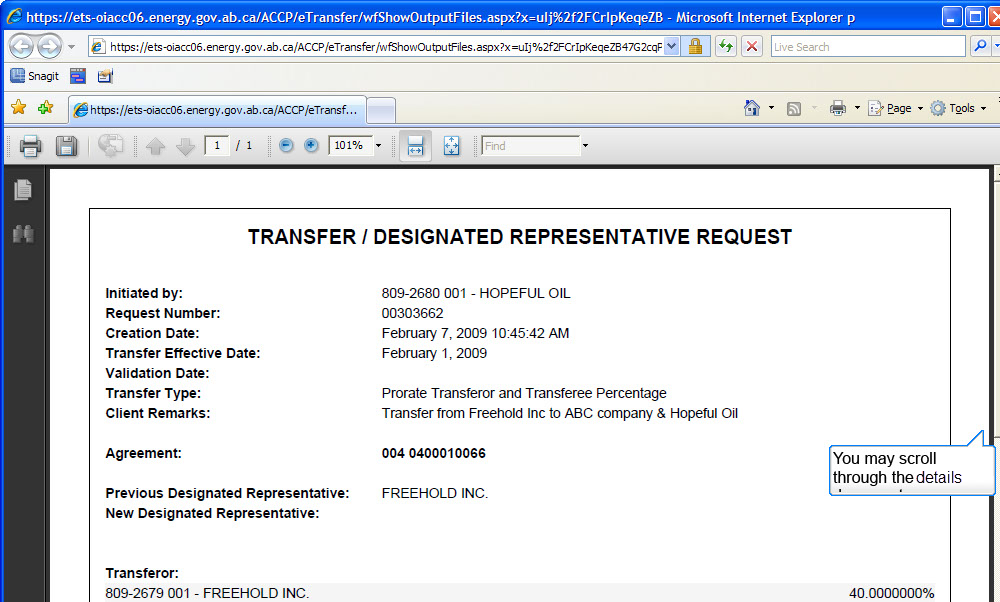 https://ets-oiacc06.energy.gov.ab.ca/ACCP/eTransfer/wfShowOutputFiles.aspx?x=uIj%2f2FCrIpKeqeZB - Microsoft Internet Explorer p
https://ets-oiacc06.energy.gov.ab.ca/ACCP/eTransfer/wfShowOutputFiles.aspx?x=uIj%2f2FCrIpKeqeZB47G2cqF
Live Search
Snagit
https://ets-oiacc06.energy.gov.ab.ca/ACCP/eTransf...
Page
Tools
1 / 1
101%
Find
TRANSFER / DESIGNATED REPRESENTATIVE REQUEST
Initiated by: 809-2680 001 - HOPEFUL OIL
Request Number: 00303662
Creation Date: February 7, 2009 10:45:42 AM
Transfer Effective Date: February 1, 2009
Validation Date:
Transfer Type: Prorate Transferor and Transferee Percentage
Client Remarks: Transfer from Freehold Inc to ABC company & Hopeful Oil
Agreement: 004 0400010066
You may scroll
through the details
Previous Designated Representative: FREEHOLD INC.
New Designated Representative:
Transferor:
809-2679 001 - FREEHOLD INC. 40.0000000%